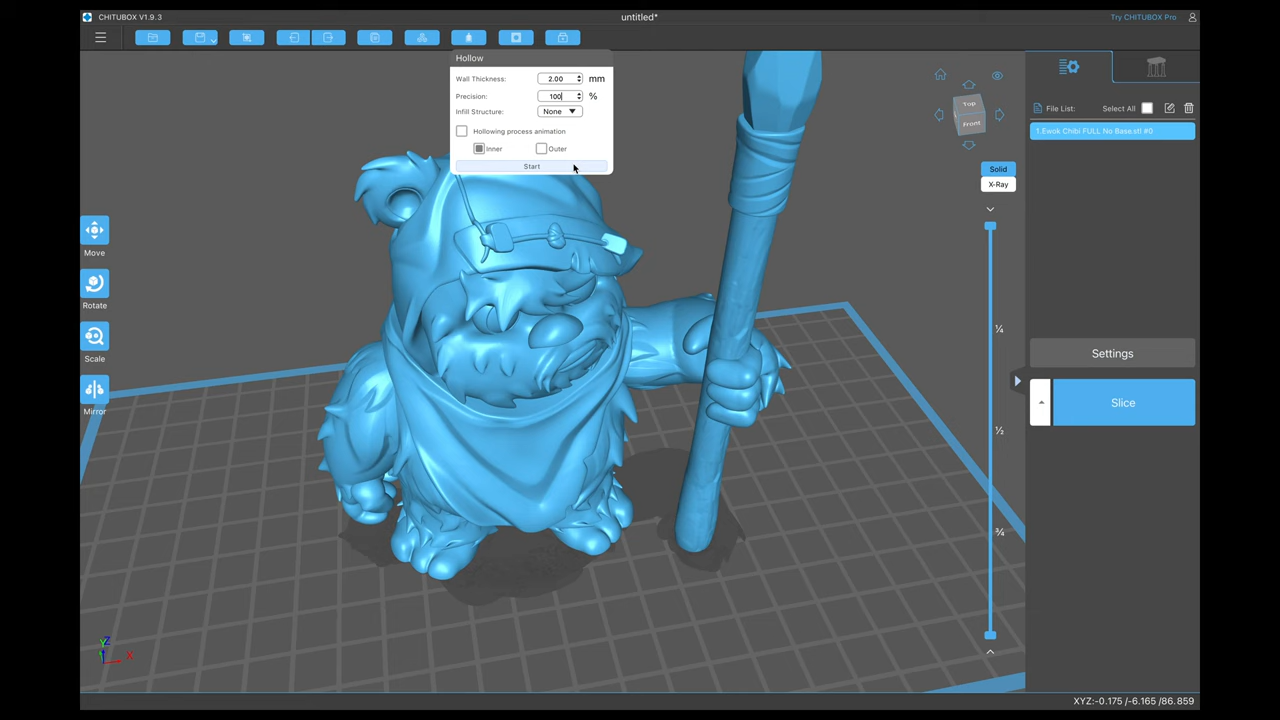 CHITUBOX V1.9.3
untitled*
Try CHITUBOX Pro
Hollow
Wall Thickness: 2.00 mm
Precision: 100 %
Infill Structure: None
Hollowing process animation
Inner Outer
Start
Move
Rotate
Scale
Mirror
Top
Front
Solid
X-Ray
¼
½
¾
File List: Select All
1.Ewok Chibi FULL No Base.stl #0
Settings
Slice
Z
X
XYZ:-0.175 /-6.165 /86.859